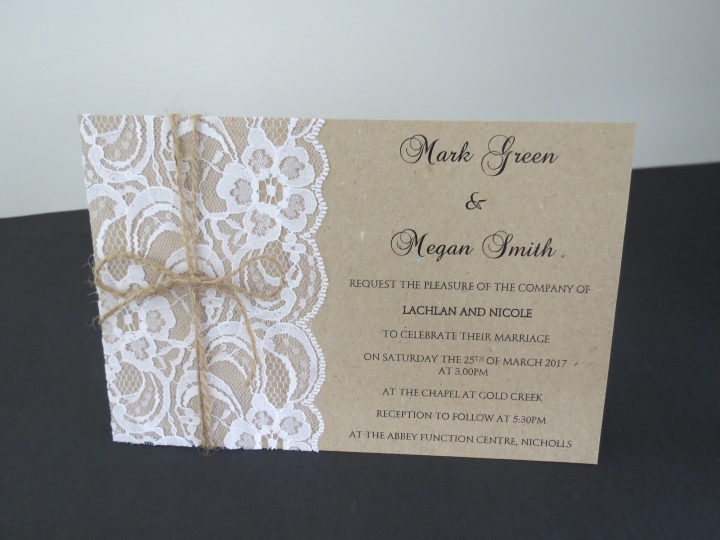 Mark Green
&
Megan Smith
REQUEST THE PLEASURE OF THE COMPANY OF
LACHLAN AND NICOLE
TO CELEBRATE THEIR MARRIAGE
ON SATURDAY THE 25TH OF MARCH 2017
AT 3.00PM
AT THE CHAPEL AT GOLD CREEK
RECEPTION TO FOLLOW AT 5:30PM
AT THE ABBEY FUNCTION CENTRE, NICHOLLS